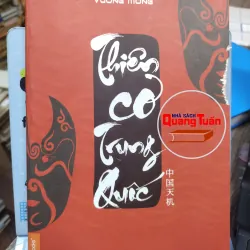 VƯƠNG MÔNG
Thiên
Cơ
Trung
Quốc
中国天机
NHÀ SÁCH
Quang Tuấn